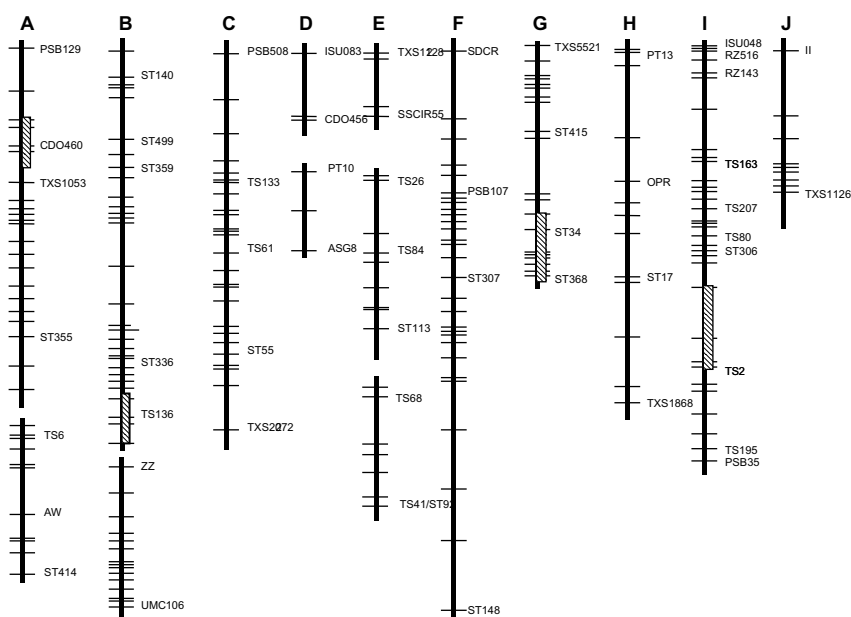 A
B
C
D
E
F
G
H
I
J
PSB129
CDO460
TXS1053
ST355
TS6
AW
ST414
ST140
ST499
ST359
ST336
TS136
ZZ
UMC106
PSB508
TS133
TS61
ST55
ISU083
CDO456
PT10
ASG8
SSCIR55
TS26
TS84
ST113
TS68
TS41/ST92
SDCR
PSB107
ST307
ST148
TXS5521
ST415
ST34
ST368
PT13
OPR
ST17
TXS1868
ISU048
RZ516
RZ143
TS163
TS207
TS80
ST306
TS2
TS195
PSB35
II
TXS1126